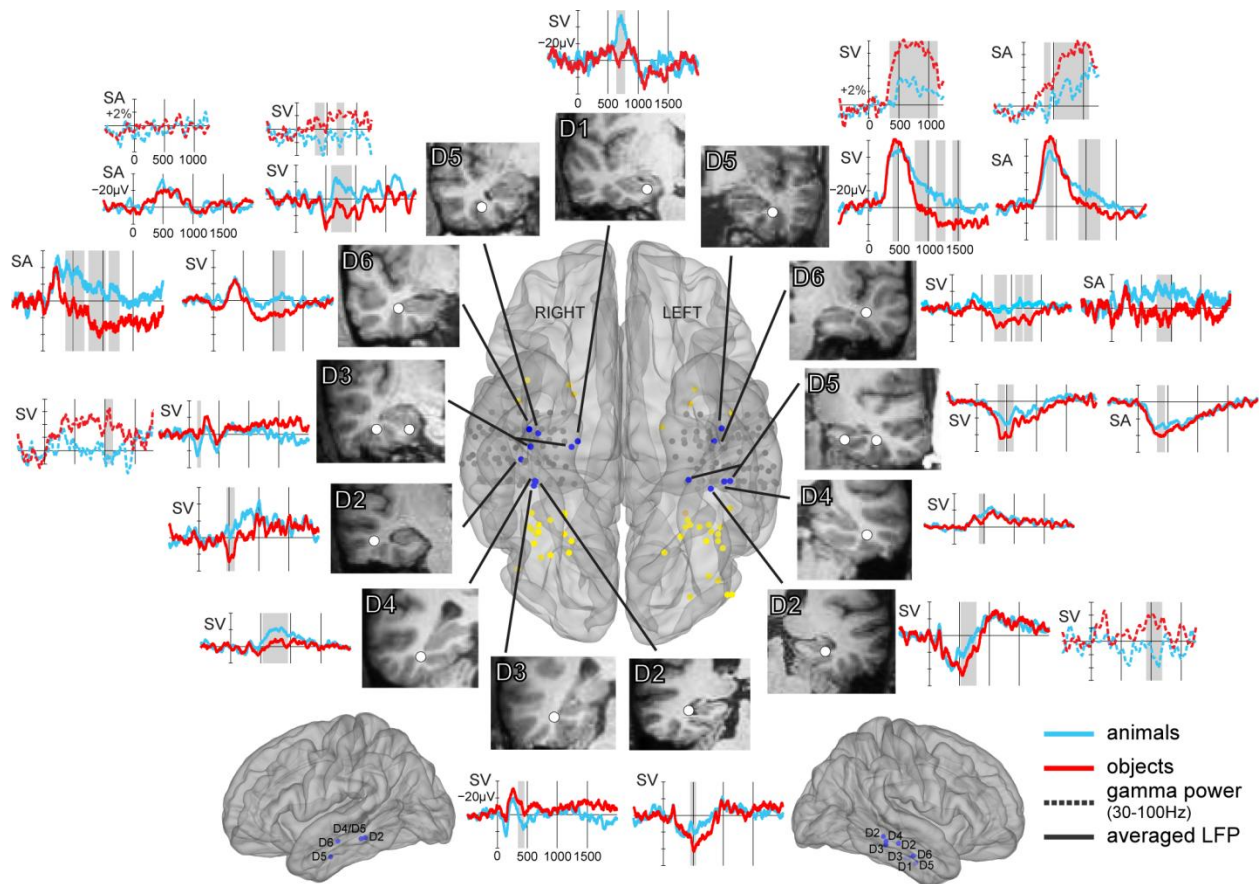 SV
−20µV
0 500 1000 1500
SV
+2%
0 500 1200
SA
SA
+2%
0 500 1000
SV
D1
D5
D5
SA
−20µV
0 500 1500
SV
SV
−20µV
0 500 1000 1500
SA
SA
SV
D6
D6
SV
SA
RIGHT
LEFT
D3
D5
SV
SV
SV
SA
D2
D4
SV
SV
D4
D2
SV
SV
SV
D3
D2
SV
−20µV
0 500 1500
SV
animals
objects
gamma power
(30-100Hz)
averaged LFP
D4/D5
D6
D2
D5
D2
D4
D3
D2
D3
D6
D1
D5